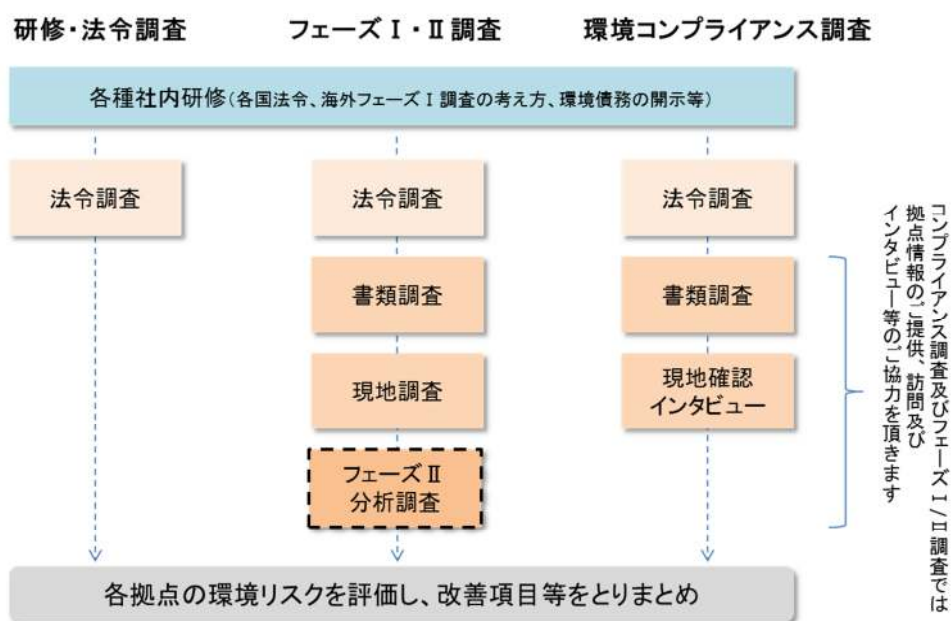 研修・法令調査
フェーズⅠ・Ⅱ調査
環境コンプライアンス調査
各種社内研修(各国法令、海外フェーズⅠ調査の考え方、環境債務の開示等)
法令調査
法令調査
法令調査
書類調査
書類調査
現地調査
現地確認
インタビュー
フェーズⅡ
分析調査
コンプライアンス調査及びフェーズⅠ/Ⅱ調査では
拠点情報のご提供、訪問及び
インタビュー等のご協力を頂きます
各拠点の環境リスクを評価し、改善項目等をとりまとめ